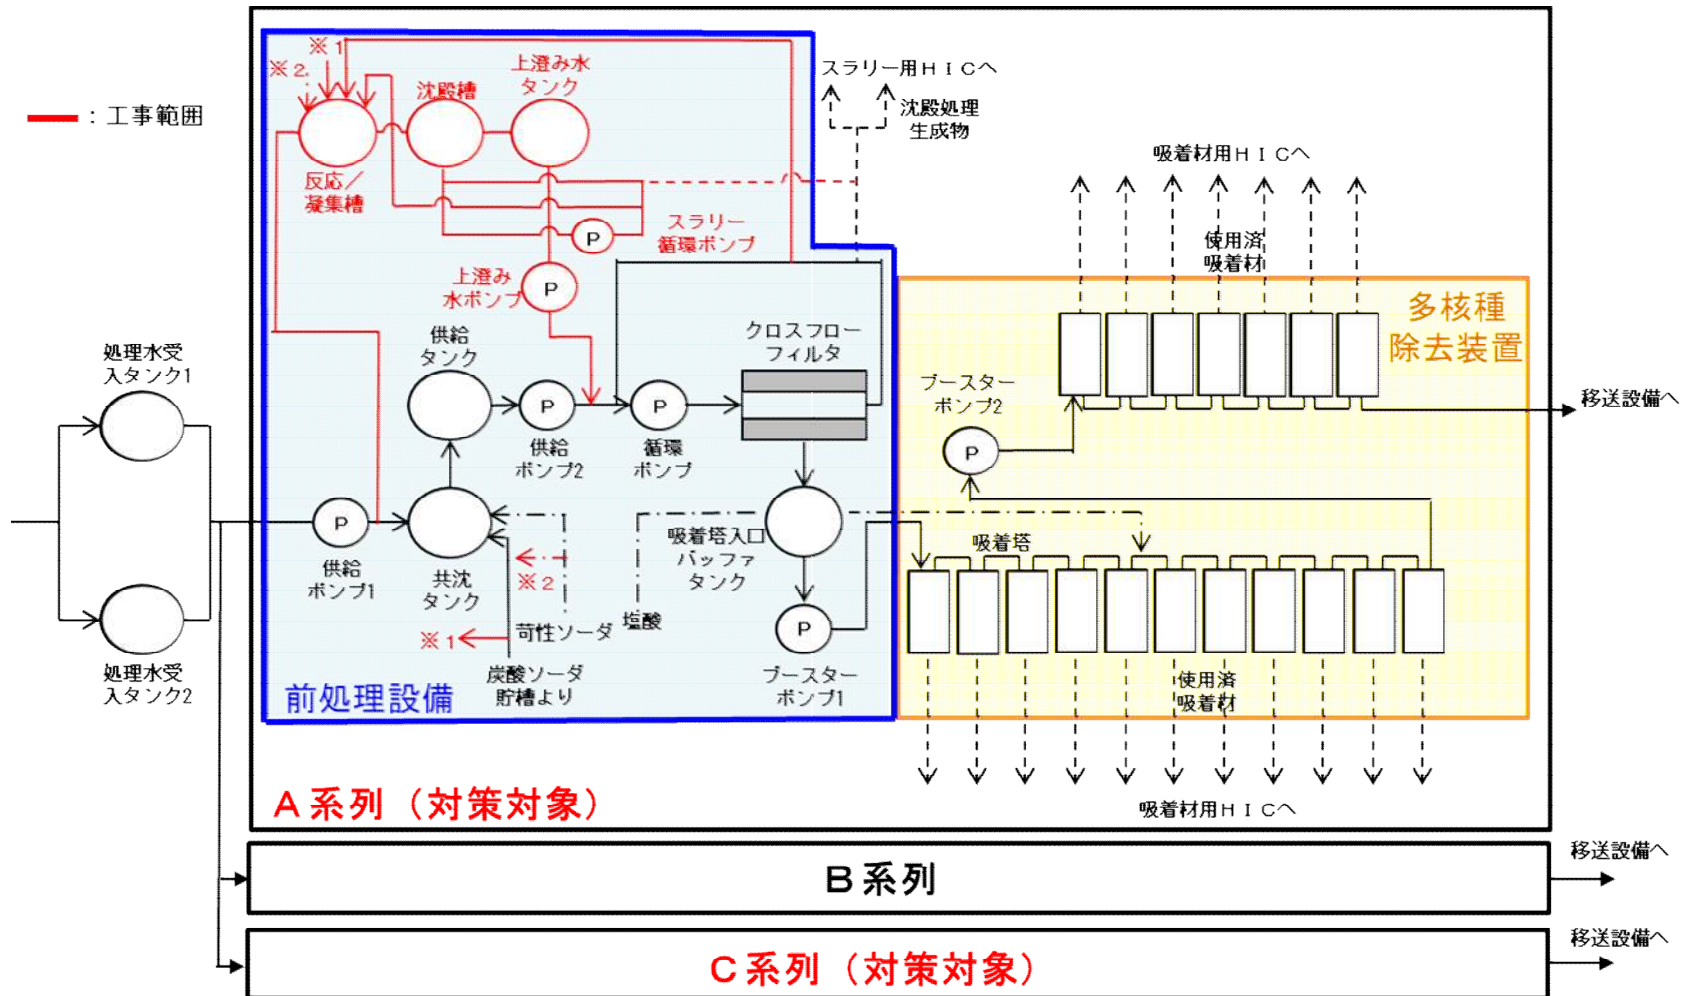 ：工事範囲
※１
※２
上澄み水
タンク
沈殿槽
反応／
凝集槽
P
スラリー
循環ポンプ
上澄み
水ポンプ
P
スラリー用ＨＩＣへ
沈殿処理
生成物
吸着材用ＨＩＣへ
使用済
吸着材
多核種
除去装置
処理水受
入タンク1
供給
タンク
クロスフロー
フィルタ
ブースター
ポンプ2
P
P
P
移送設備へ
供給
ポンプ2
循環
ポンプ
P
供給
ポンプ1
共沈
タンク
吸着塔入口
バッファ
タンク
吸着塔
※２
苛性ソーダ
塩酸
※１
P
炭酸ソーダ
貯槽より
ブースター
ポンプ1
処理水受
入タンク2
前処理設備
使用済
吸着材
Ａ系列（対策対象）
吸着材用ＨＩＣへ
Ｂ系列
移送設備へ
Ｃ系列（対策対象）
移送設備へ